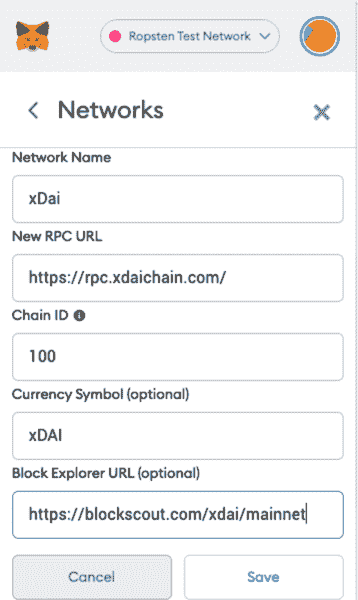 Ropsten Test Network
Networks
Network Name
xDai
New RPC URL
https://rpc.xdaichain.com/
Chain ID
100
Currency Symbol (optional)
xDAI
Block Explorer URL (optional)
https://blockscout.com/xdai/mainnet
Cancel Save